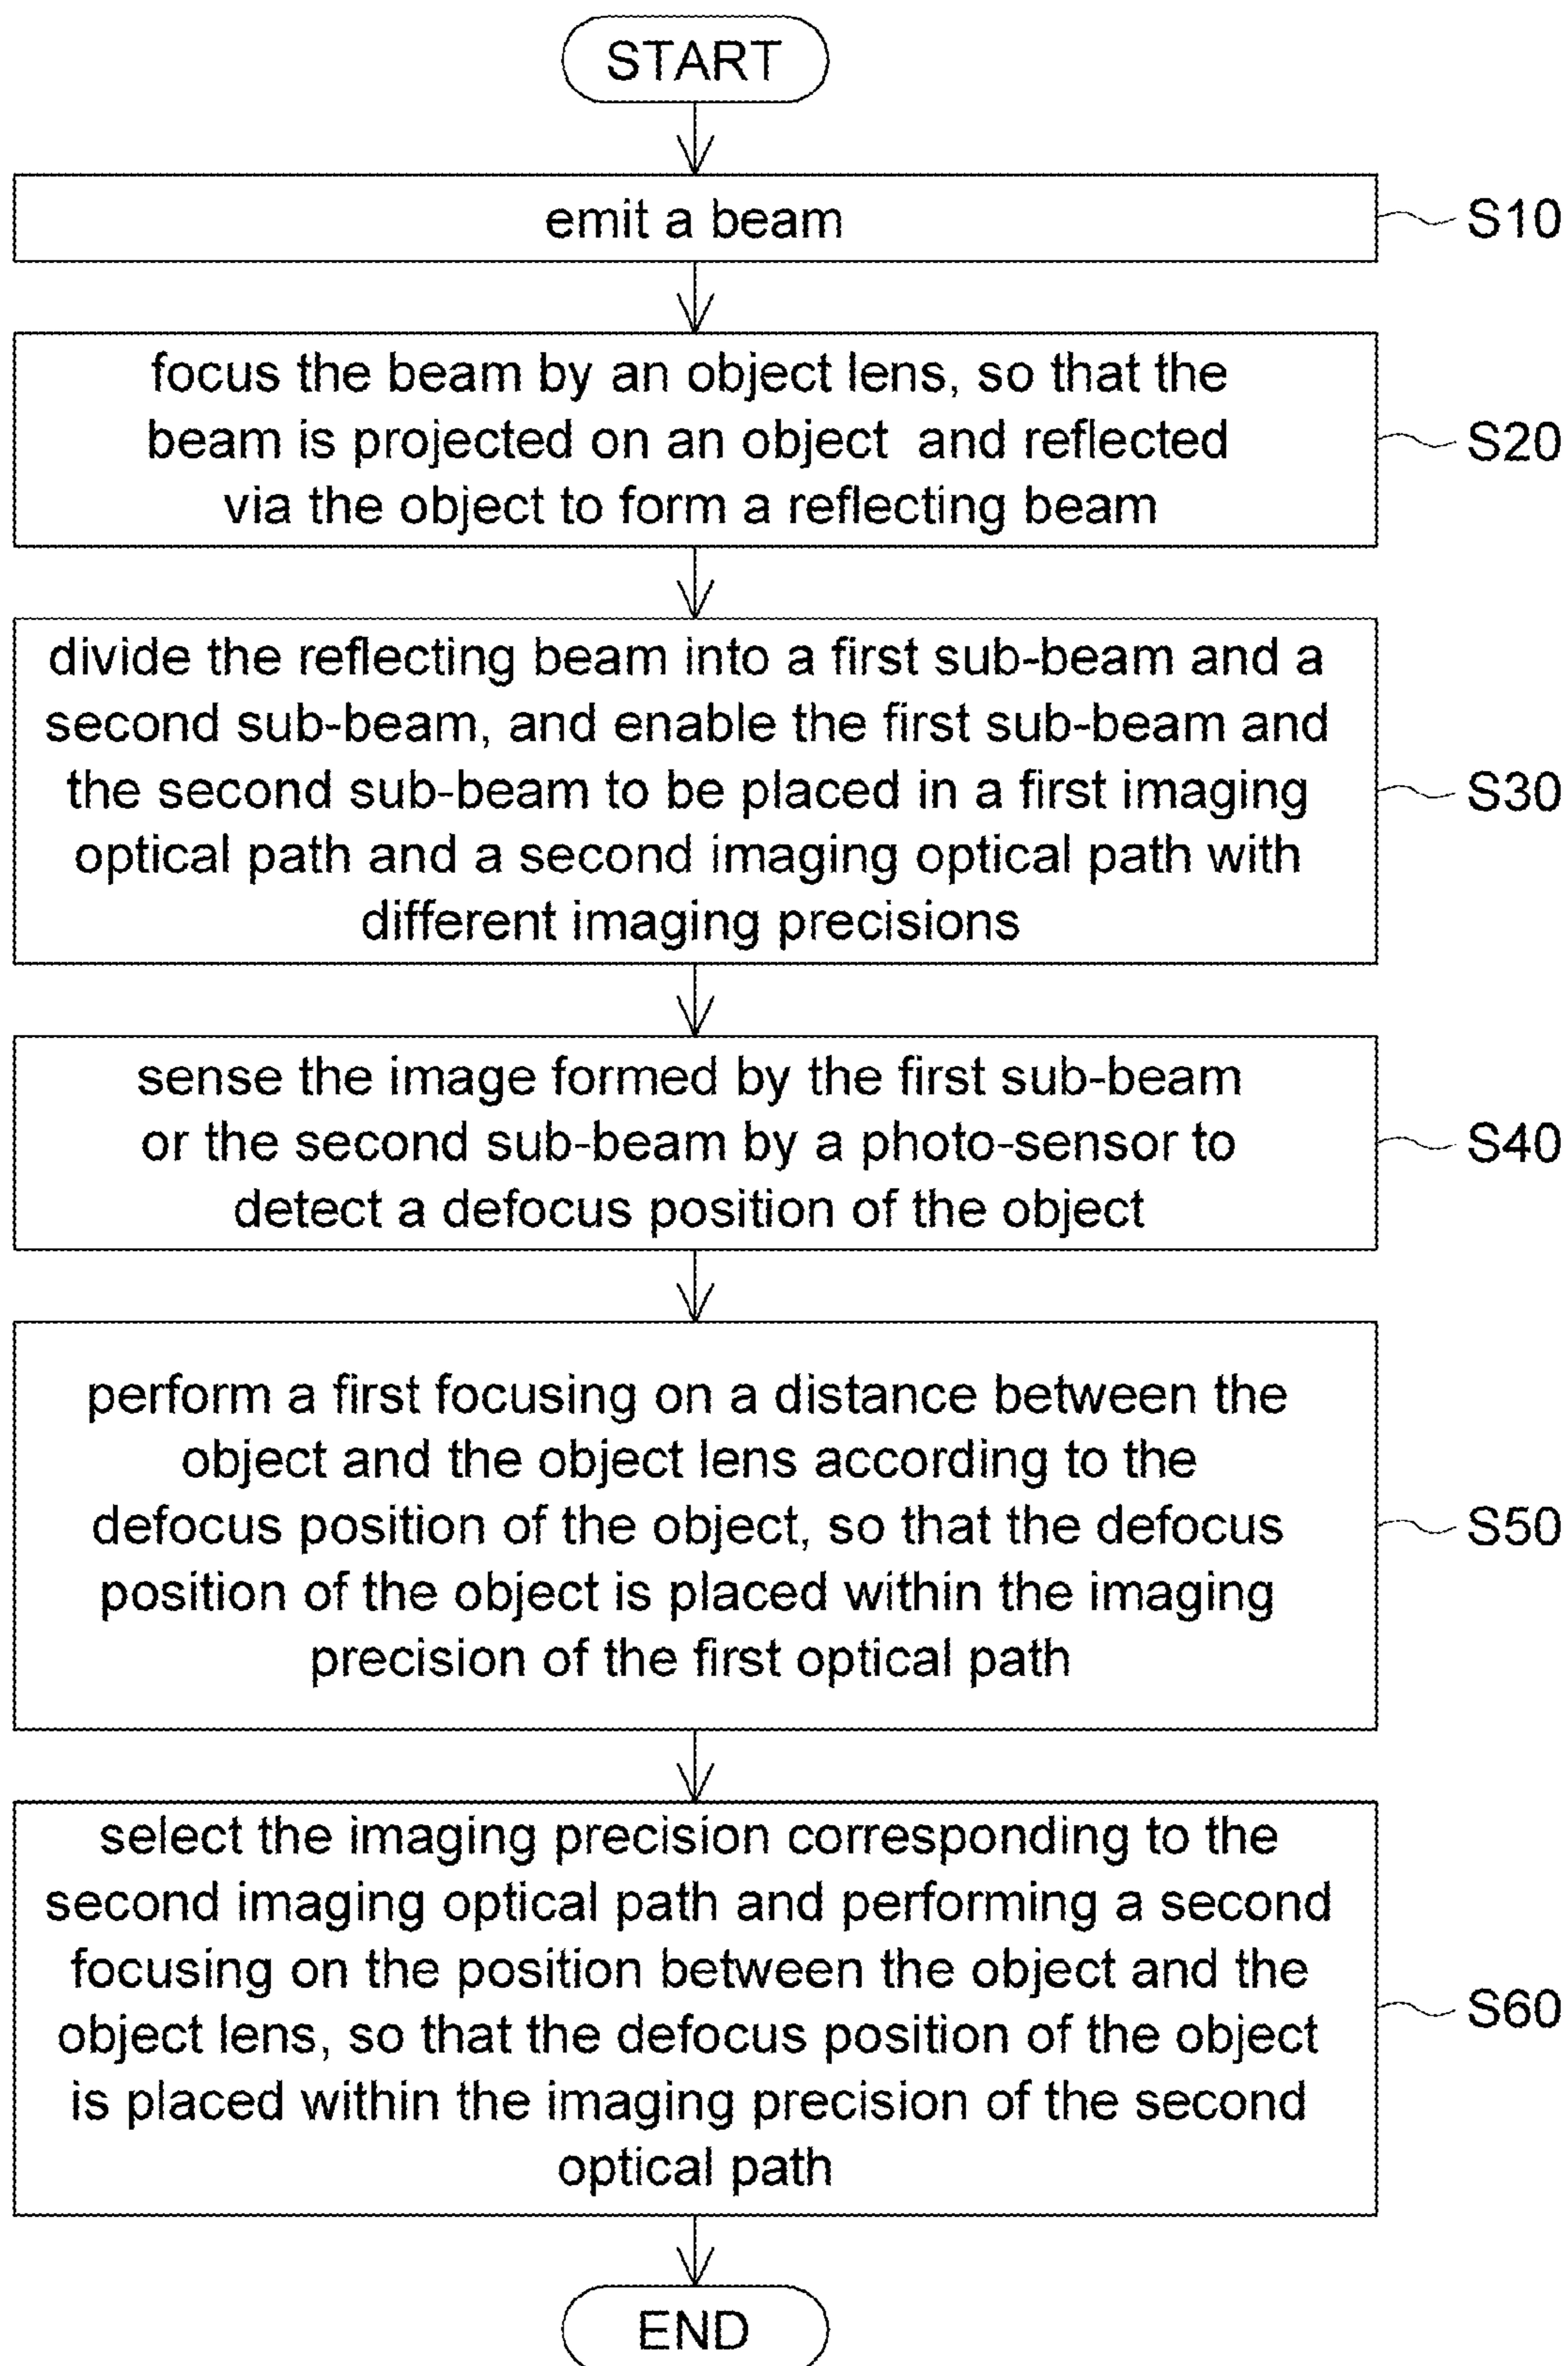 START
emit a beam
S10
focus the beam by an object lens, so that the
beam is projected on an object and reflected
via the object to form a reflecting beam
S20
divide the reflecting beam into a first sub-beam and a
second sub-beam, and enable the first sub-beam and
the second sub-beam to be placed in a first imaging
optical path and a second imaging optical path with
different imaging precisions
S30
sense the image formed by the first sub-beam
or the second sub-beam by a photo-sensor to
detect a defocus position of the object
S40
perform a first focusing on a distance between the
object and the object lens according to the
defocus position of the object, so that the defocus
position of the object is placed within the imaging
precision of the first optical path
S50
select the imaging precision corresponding to the
second imaging optical path and performing a second
focusing on the position between the object and the
object lens, so that the defocus position of the object
is placed within the imaging precision of the second
optical path
S60
END